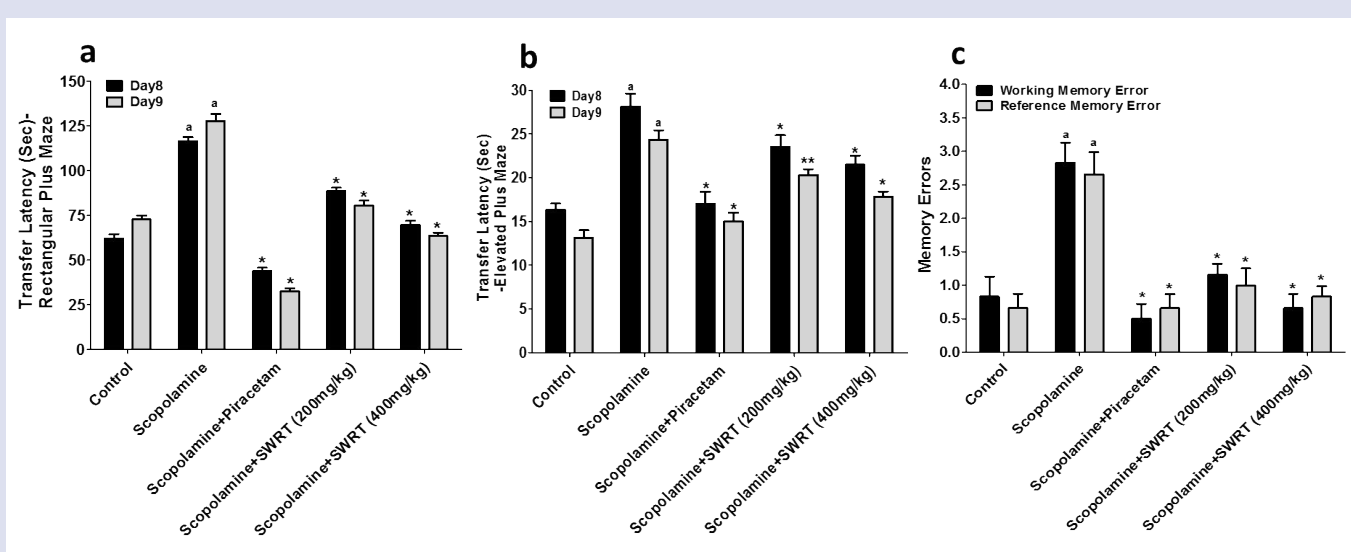 a
Transfer Latency (Sec)-
Rectangular Plus Maze
150
125
100
75
50
25
0
Day8
Day9
a
a
*
*
*
*
*
*
Control
Scopolamine
Scopolamine+Piracetam
Scopolamine+SWRT (200mg/kg)
Scopolamine+SWRT (400mg/kg)
b
Transfer Latency (Sec)
-Elevated Plus Maze
30
25
20
15
10
5
0
Day8
Day9
a
a
*
*
*
**
*
*
Control
Scopolamine
Scopolamine+Piracetam
Scopolamine+SWRT (200mg/kg)
Scopolamine+SWRT (400mg/kg)
c
Memory Errors
4.0
3.5
3.0
2.5
2.0
1.5
1.0
0.5
0.0
Working Memory Error
Reference Memory Error
a
a
*
*
*
*
*
*
Control
Scopolamine
Scopolamine+Piracetam
Scopolamine+SWRT (200mg/kg)
Scopolamine+SWRT (400mg/kg)